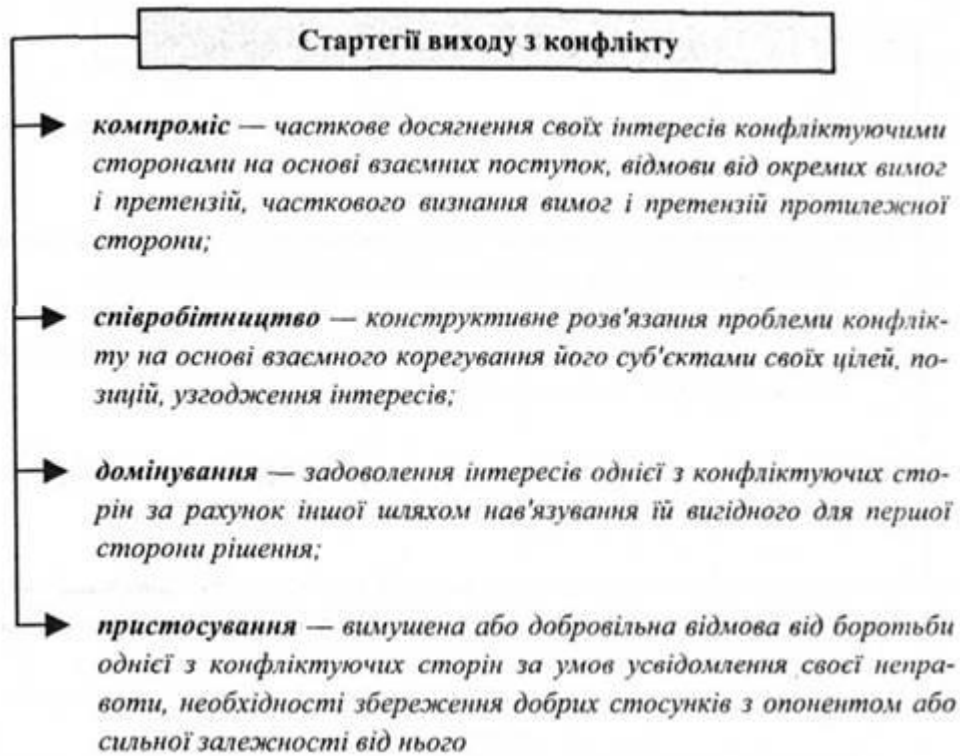 Стартегії виходу з конфлікту
компроміс — часткове досягнення своїх інтересів конфліктуючими
сторонами на основі взаємних поступок, відмови від окремих вимог
і претензій, часткового визнання вимог і претензій протилежної
сторони;
співробітництво — конструктивне розв'язання проблеми конфлік-
ту на основі взаємного корегування його суб'єктами своїх цілей, по-
зицій, узгодження інтересів;
домінування — задоволення інтересів однієї з конфліктуючих сто-
рін за рахунок іншої шляхом нав'язування їй вигідного для першої
сторони рішення;
пристосування — вимушена або добровільна відмова від боротьби
однієї з конфліктуючих сторін за умов усвідомлення своєї непра-
воти, необхідності збереження добрих стосунків з опонентом або
сильної залежності від нього